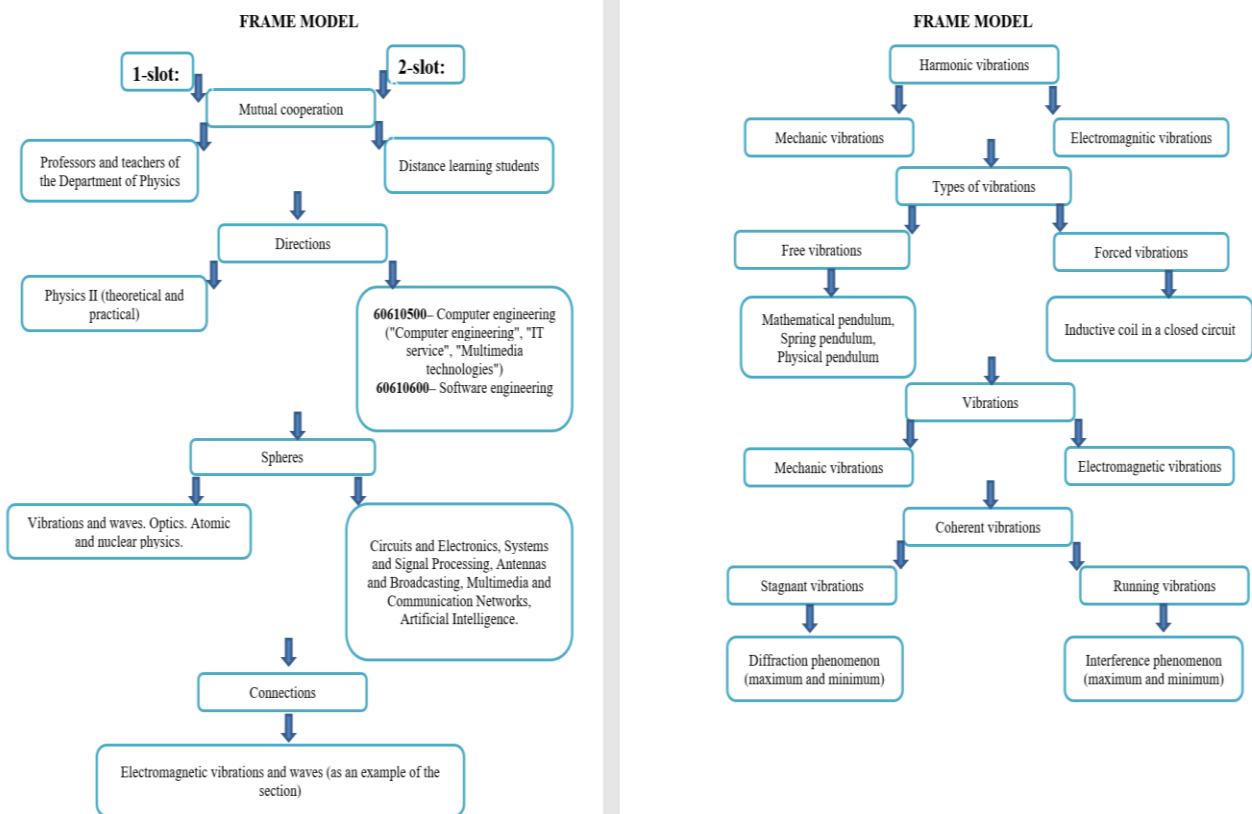 FRAME MODEL
1-slot:
2-slot:
Mutual cooperation
Professors and teachers of
the Department of Physics
Distance learning students
Directions
Physics II (theoretical and
practical)
60610500– Computer engineering
("Computer engineering", "IT
service", "Multimedia
technologies")
60610600– Software engineering
Spheres
Vibrations and waves. Optics. Atomic
and nuclear physics.
Circuits and Electronics, Systems
and Signal Processing, Antennas
and Broadcasting, Multimedia and
Communication Networks,
Artificial Intelligence.
Connections
Electromagnetic vibrations and waves (as an example of the
section)
FRAME MODEL
Harmonic vibrations
Mechanic vibrations
Electromagnitic vibrations
Types of vibrations
Free vibrations
Forced vibrations
Mathematical pendulum,
Spring pendulum,
Physical pendulum
Inductive coil in a closed circuit
Vibrations
Mechanic vibrations
Electromagnetic vibrations
Coherent vibrations
Stagnant vibrations
Running vibrations
Diffraction phenomenon
(maximum and minimum)
Interference phenomenon
(maximum and minimum)